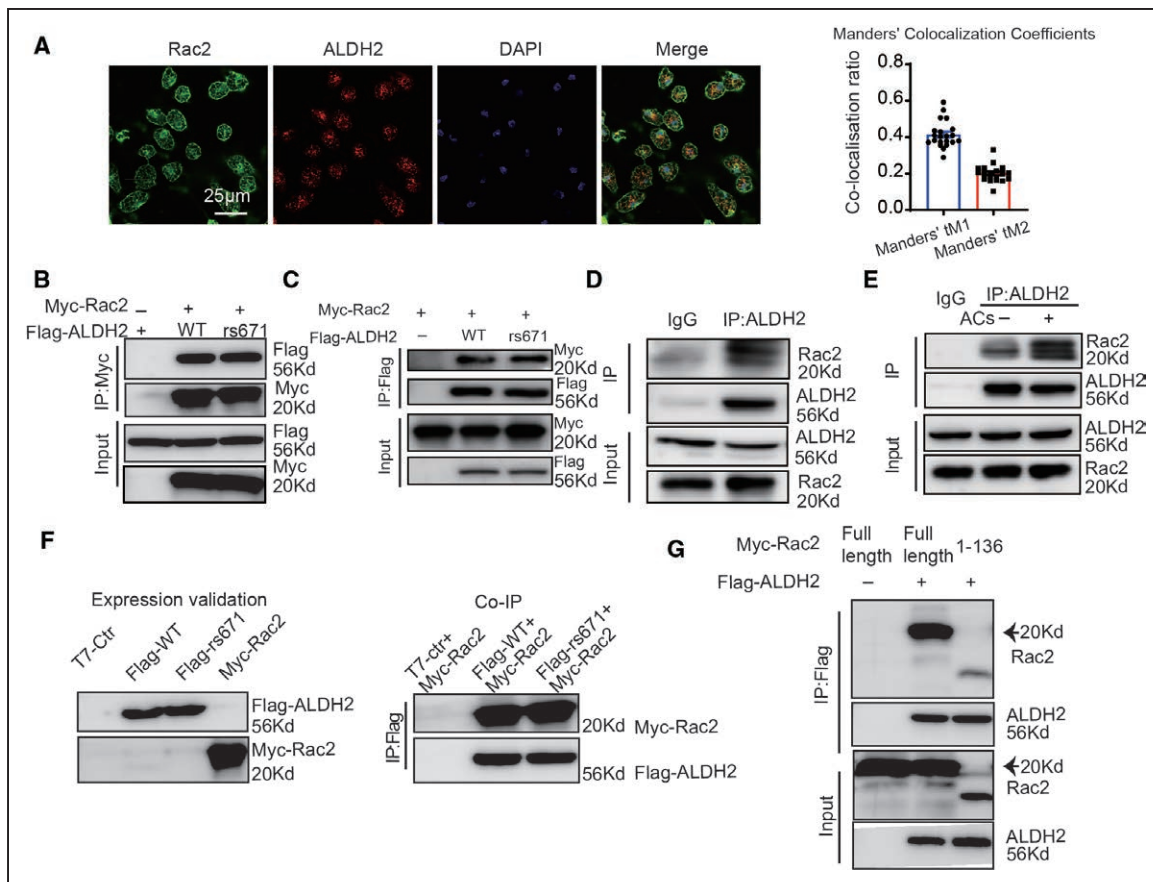 A
Rac2 ALDH2 DAPI Merge
25µm
Manders' Colocalization Coefficients
Co-localisation ratio
0.8
0.6
0.4
0.2
0.0
Manders' tM1
Manders' tM2
B
Myc-Rac2 – + +
Flag-ALDH2 + WT rs671
IP:Myc
Flag
56Kd
Myc
20Kd
Input
Flag
56Kd
Myc
20Kd
C
Myc-Rac2 + + +
Flag-ALDH2 – WT rs671
IP:Flag
Myc
20Kd
Flag
56Kd
Input
Myc
20Kd
Flag
56Kd
D
IgG IP:ALDH2
IP
Rac2
20Kd
ALDH2
56Kd
Input
ALDH2
56Kd
Rac2
20Kd
E
IgG IP:ALDH2
ACs – +
IP
Rac2
20Kd
ALDH2
56Kd
Input
ALDH2
56Kd
Rac2
20Kd
F
Expression validation
T7-Ctr
Flag-WT
Flag-rs671
Myc-Rac2
Flag-ALDH2
56Kd
Myc-Rac2
20Kd
Co-IP
T7-ctr+
Myc-Rac2
Flag-WT+
Myc-Rac2
Flag-rs671+
Myc-Rac2
IP:Flag
20Kd Myc-Rac2
56Kd Flag-ALDH2
G
Myc-Rac2 Full length Full length 1-136
Flag-ALDH2 – + +
IP:Flag
20Kd
Rac2
ALDH2
56Kd
Input
20Kd
Rac2
ALDH2
56Kd